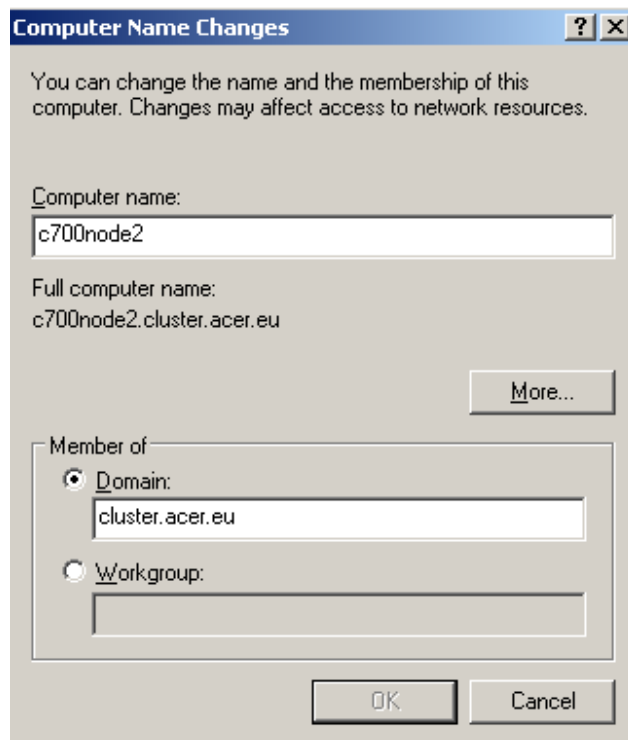 Computer Name Changes
You can change the name and the membership of this
computer. Changes may affect access to network resources.
Computer name:
c700node2
Full computer name:
c700node2.cluster.acer.eu
More...
Member of
Domain:
cluster.acer.eu
Workgroup:
OK Cancel